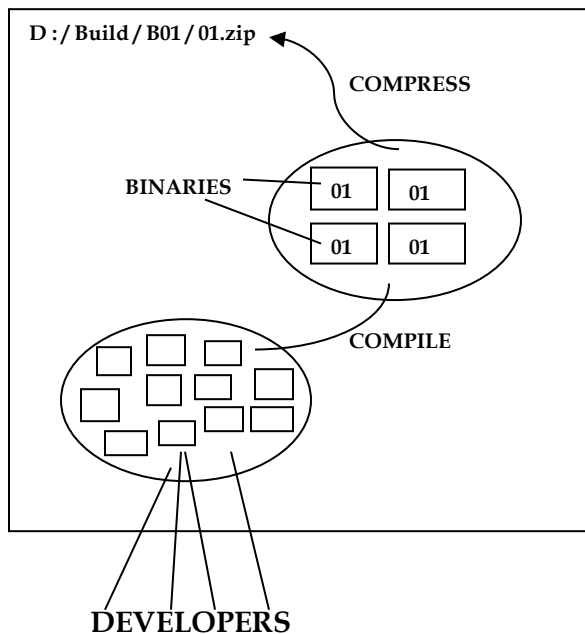 D:/Build/B01/01.zip
COMPRESS
BINARIES
01 01
01 01
COMPILE
DEVELOPERS